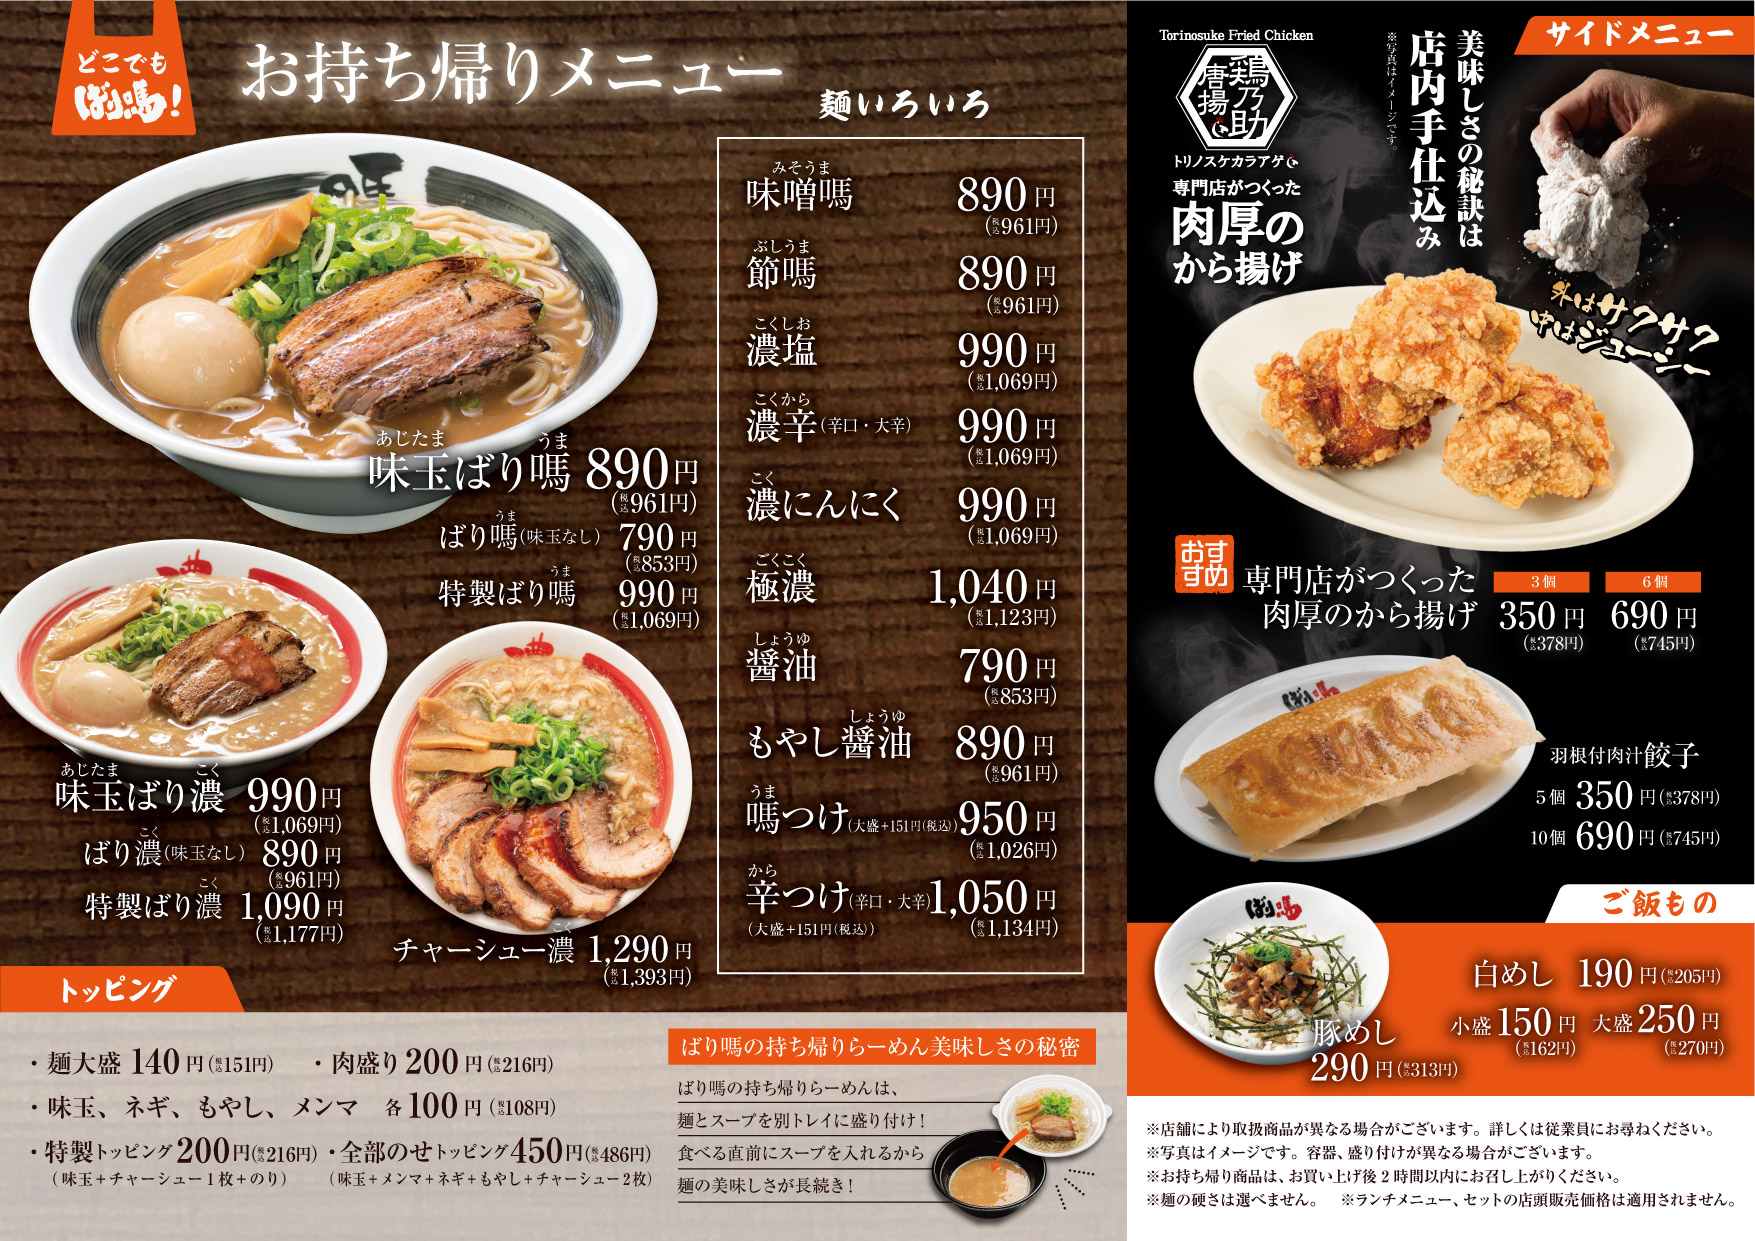 どこでも
ばり嗎!
お持ち帰りメニュー
麺いろいろ
嗎
あじたま うま
味玉ばり嗎 890円
(税込961円)
うま
ばり嗎(味玉なし) 790円
(税込853円)
うま
特製ばり嗎 990円
(税込1,069円)
あじたま こく
味玉ばり濃 990円
(税込1,069円)
こく
ばり濃(味玉なし) 890円
(税込961円)
こく
特製ばり濃 1,090円
(税込1,177円)
こく
チャーシュー濃 1,290円
(税込1,393円)
みそうま
味噌嗎 890円
(税込961円)
ぶしうま
節嗎 890円
(税込961円)
こくしお
濃塩 990円
(税込1,069円)
こくから
濃辛(辛口・大辛) 990円
(税込1,069円)
こく
濃にんにく 990円
(税込1,069円)
ごくこく
極濃 1,040円
(税込1,123円)
しょうゆ
醤油 790円
(税込853円)
しょうゆ
もやし醤油 890円
(税込961円)
うま
嗎つけ(大盛+151円(税込)) 950円
(税込1,026円)
から
辛つけ(辛口・大辛) 1,050円
(大盛+151円(税込)) (税込1,134円)
トッピング
・麺大盛 140円(税込151円) ・肉盛り 200円(税込216円)
・味玉、ネギ、もやし、メンマ 各100円(税込108円)
・特製トッピング200円(税込216円) ・全部のせトッピング450円(税込486円)
(味玉+チャーシュー1枚+のり) (味玉+メンマ+ネギ+もやし+チャーシュー2枚)
ばり嗎の持ち帰りらーめん美味しさの秘密
ばり嗎の持ち帰りらーめんは、
麺とスープを別トレイに盛り付け!
食べる直前にスープを入れるから
麺の美味しさが長続き!
サイドメニュー
Torinosuke Fried Chicken
鶏乃助
唐揚
トリノスケカラアゲ
専門店がつくった
肉厚の
から揚げ
美味しさの秘訣は
店内手仕込み
※写真はイメージです。
外はサクサク
中はジューシー
おすすめ
専門店がつくった
肉厚のから揚げ
3個 6個
350円 690円
(税込378円) (税込745円)
ばり嗎
羽根付肉汁餃子
5個 350円(税込378円)
10個 690円(税込745円)
ご飯もの
ばり嗎
白めし 190円(税込205円)
小盛150円 大盛250円
(税込162円) (税込270円)
豚めし
290円(税込313円)
※店舗により取扱商品が異なる場合がございます。詳しくは従業員にお尋ねください。
※写真はイメージです。容器、盛り付けが異なる場合がございます。
※お持ち帰り商品は、お買い上げ後2時間以内にお召し上がりください。
※麺の硬さは選べません。 ※ランチメニュー、セットの店頭販売価格は適用されません。